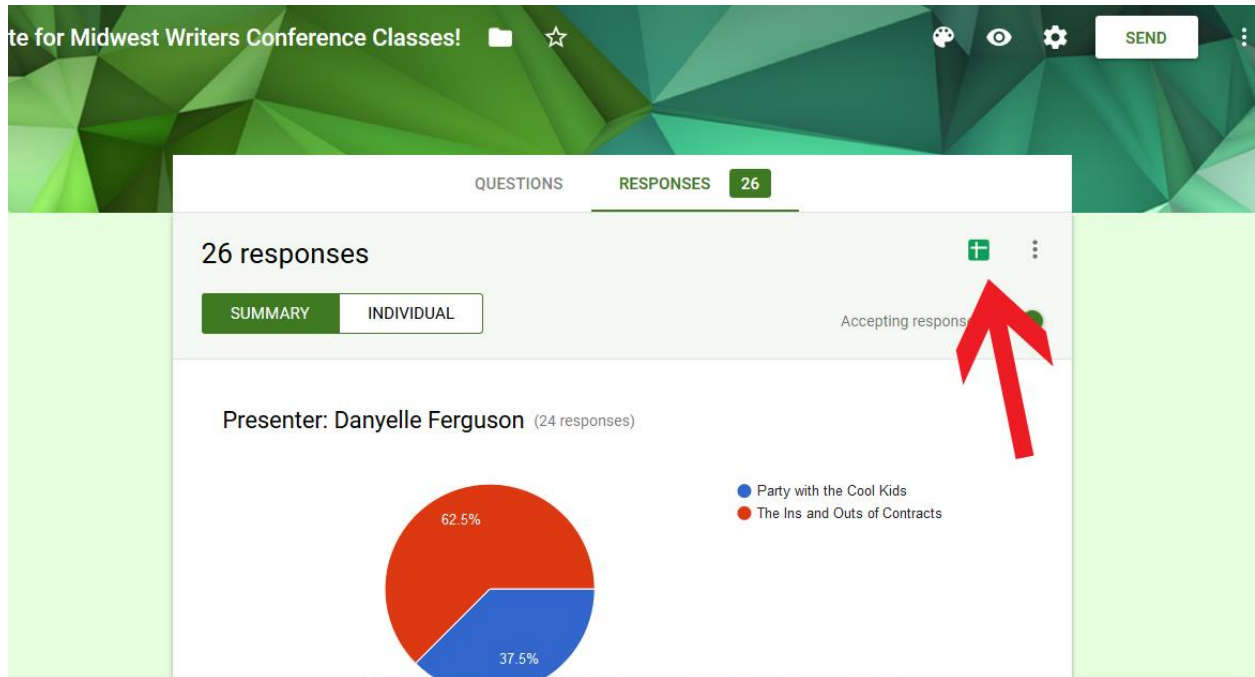 te for Midwest Writers Conference Classes!
SEND
QUESTIONS RESPONSES 26
26 responses
SUMMARY INDIVIDUAL
Accepting respons
Presenter: Danyelle Ferguson (24 responses)
Party with the Cool Kids
The Ins and Outs of Contracts
62.5%
37.5%